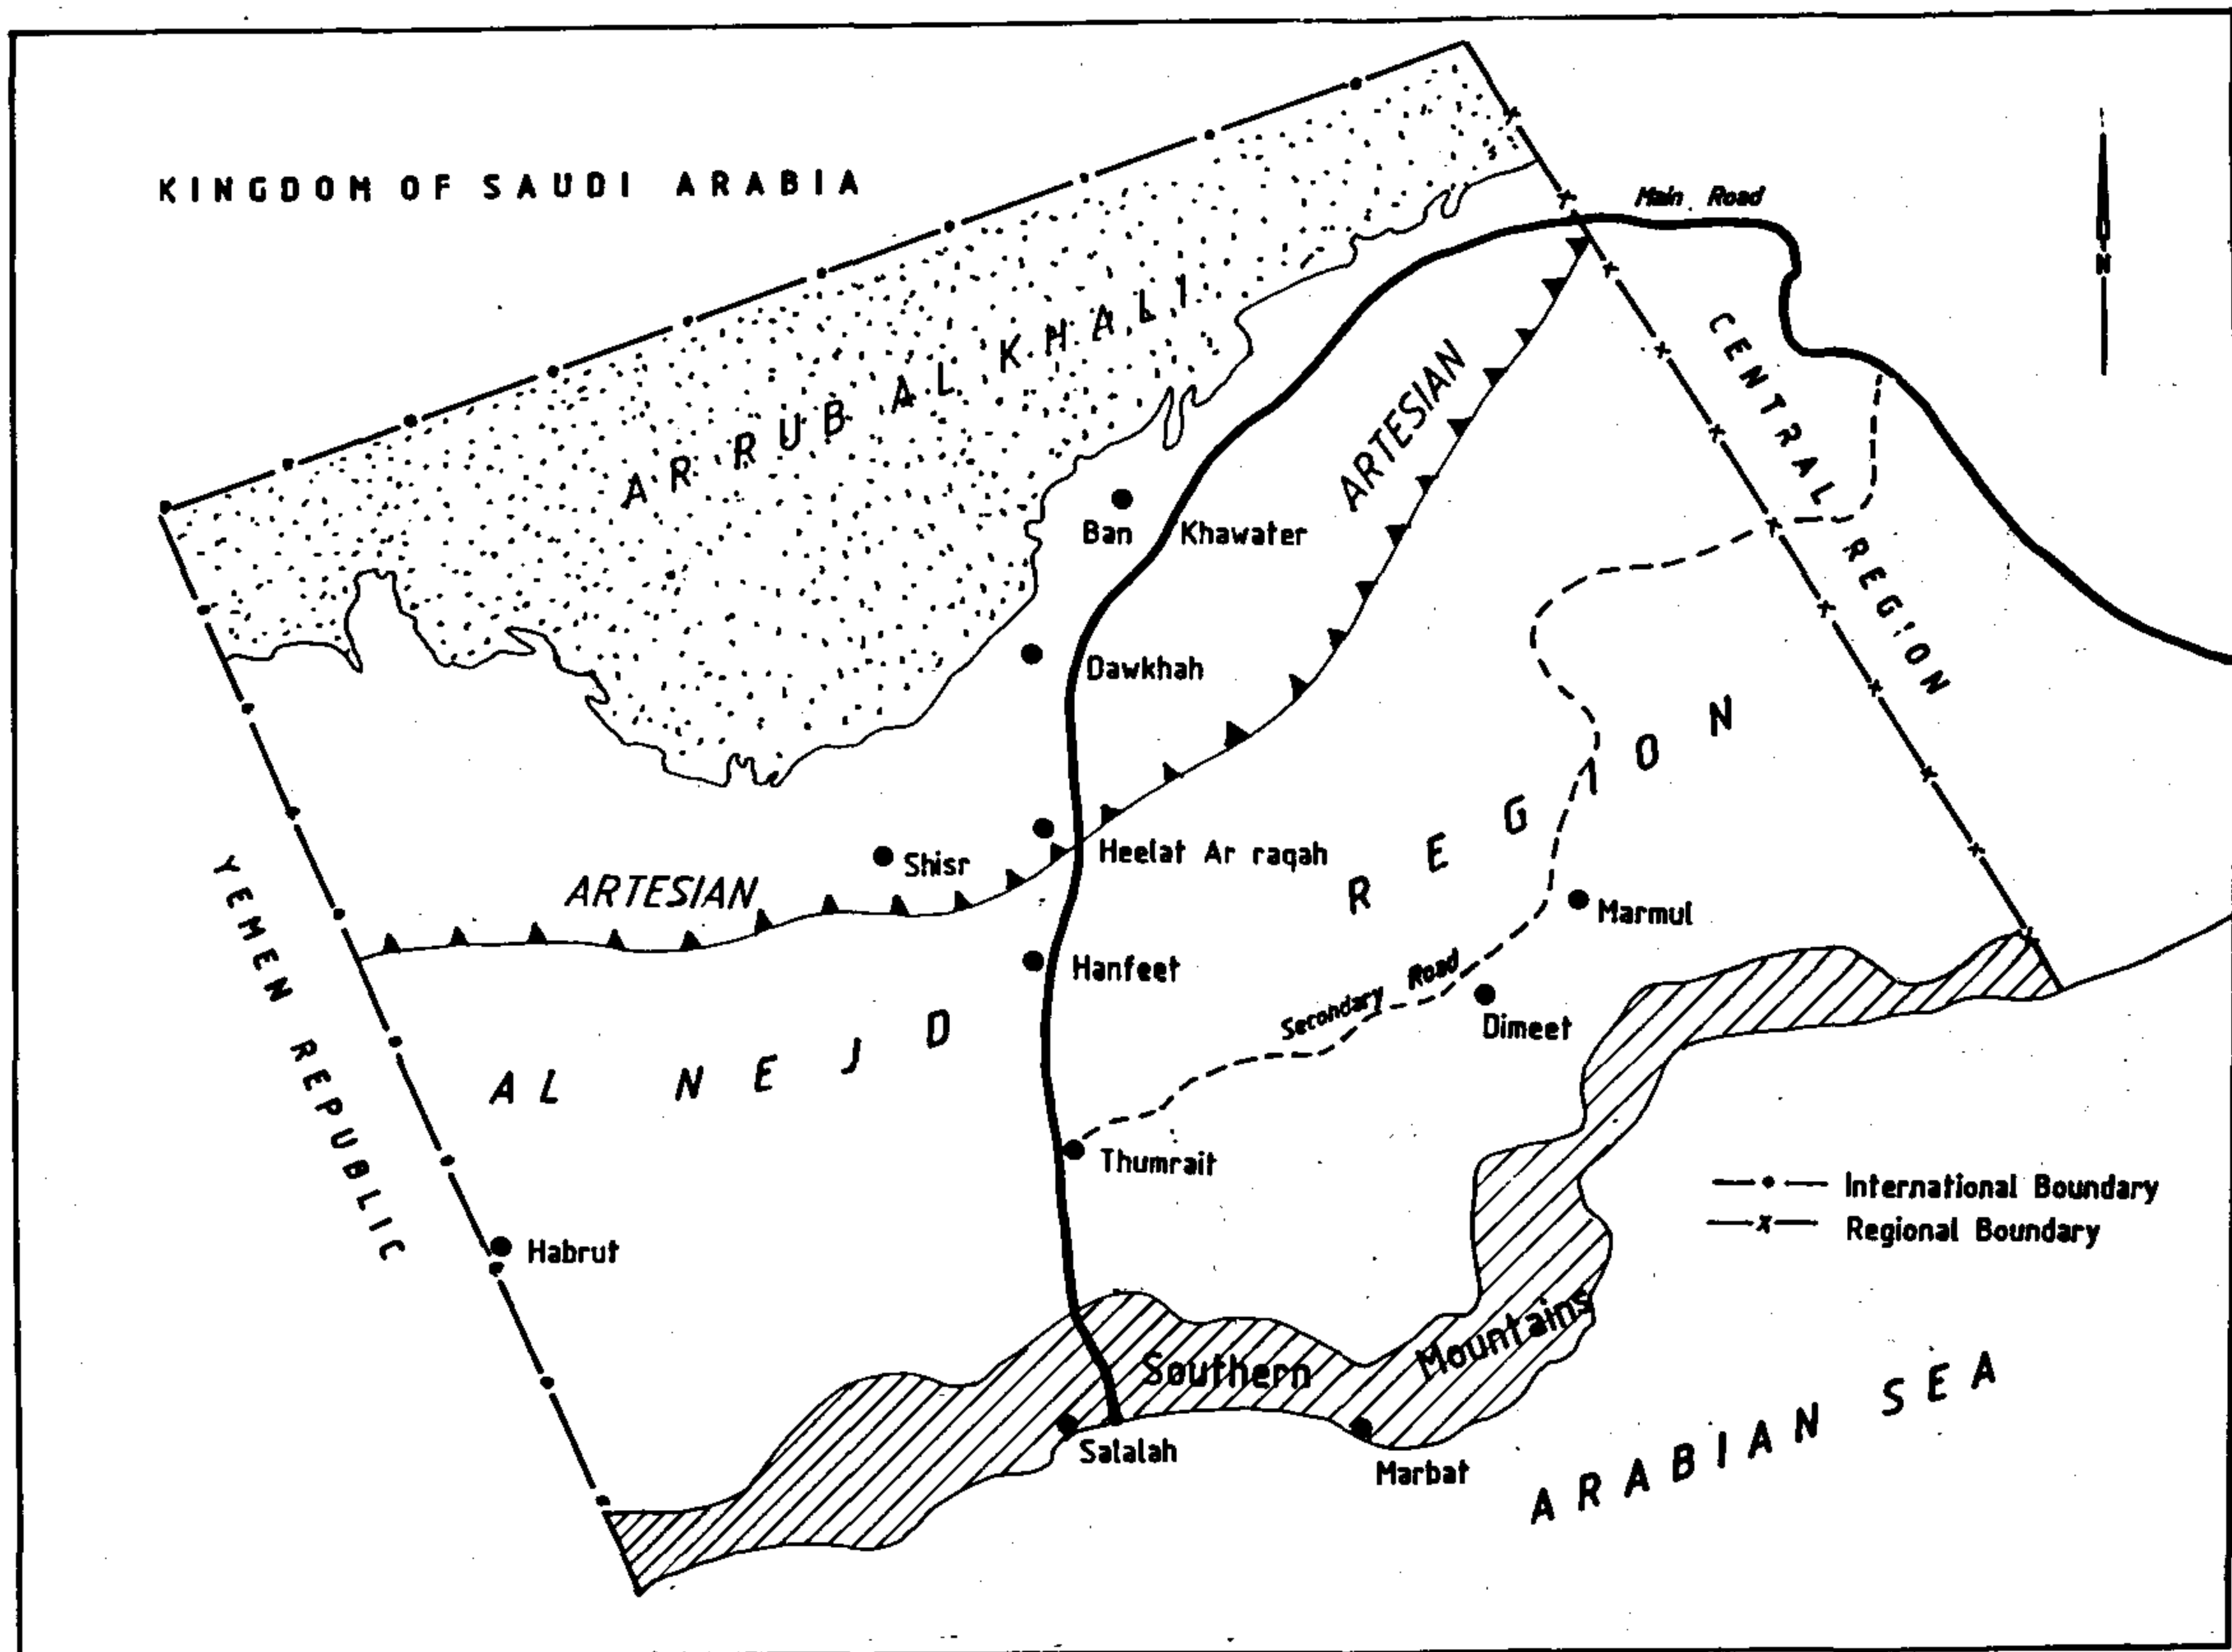 KINGDOM OF SAUDI ARABIA
Main Road
N
AR RUB AL KHALI
ARTESIAN
CENTRAL REGION
Ban Khawater
Dawkhah
Heelat Ar raqah
Shisr
ARTESIAN
Marmul
Hanfeet
Secondary Road
Dimeet
YEMEN REPUBLIC
AL NEJD REGION
Thumrait
International Boundary
Regional Boundary
Habrut
Southern Mountains
Salalah
Marbat
ARABIAN SEA